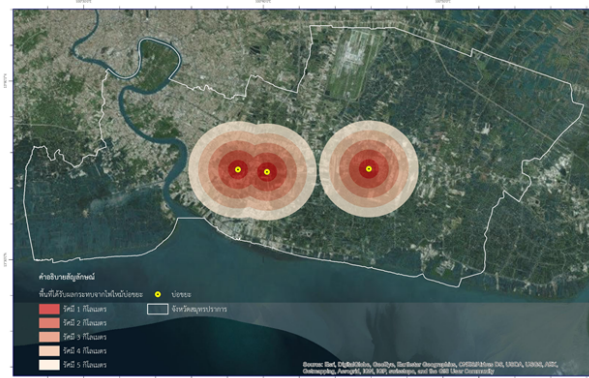 คำอธิบายสัญลักษณ์
พื้นที่ได้รับผลกระทบจากไฟไหม้บ่อขยะ
บ่อขยะ
รัศมี 1 กิโลเมตร
จังหวัดสมุทรปราการ
รัศมี 2 กิโลเมตร
รัศมี 3 กิโลเมตร
รัศมี 4 กิโลเมตร
รัศมี 5 กิโลเมตร
Source: Esri, DigitalGlobe, GeoEye, Earthstar Geographics, CNES/Airbus DS, USDA, USGS, AEX,
Getmapping, Aerogrid, IGN, IGP, swisstopo, and the GIS User Community